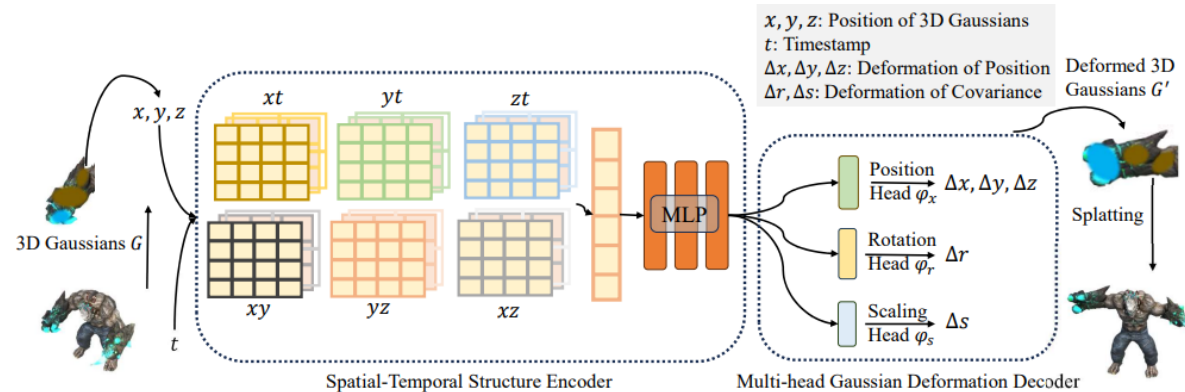 x, y, z: Position of 3D Gaussians
t: Timestamp
Δx, Δy, Δz: Deformation of Position
Δr, Δs: Deformation of Covariance
Deformed 3D
Gaussians G′
x, y, z
xt
yt
zt
3D Gaussians G
t
xy
yz
xz
MLP
Position
Head φx
Δx, Δy, Δz
Rotation
Head φr
Δr
Scaling
Head φs
Δs
Splatting
Spatial-Temporal Structure Encoder
Multi-head Gaussian Deformation Decoder